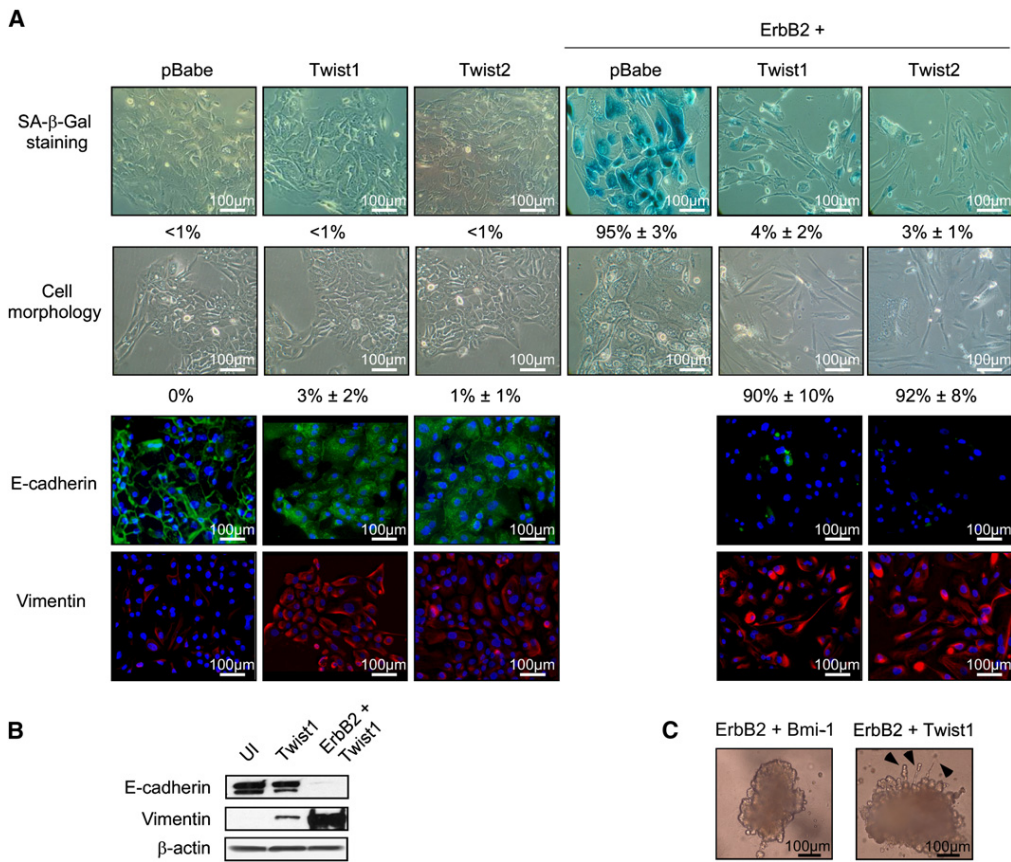 A
ErbB2 +
pBabe Twist1 Twist2 pBabe Twist1 Twist2
SA-β-Gal
staining
100µm 100µm 100µm 100µm 100µm 100µm
<1% <1% <1% 95% ± 3% 4% ± 2% 3% ± 1%
Cell
morphology
100µm 100µm 100µm 100µm 100µm 100µm
0% 3% ± 2% 1% ± 1% 90% ± 10% 92% ± 8%
E-cadherin
100µm 100µm 100µm 100µm 100µm
Vimentin
100µm 100µm 100µm 100µm 100µm
B
UI Twist1 ErbB2 +
Twist1
E-cadherin
Vimentin
β-actin
C
ErbB2 + Bmi-1 ErbB2 + Twist1
100µm 100µm